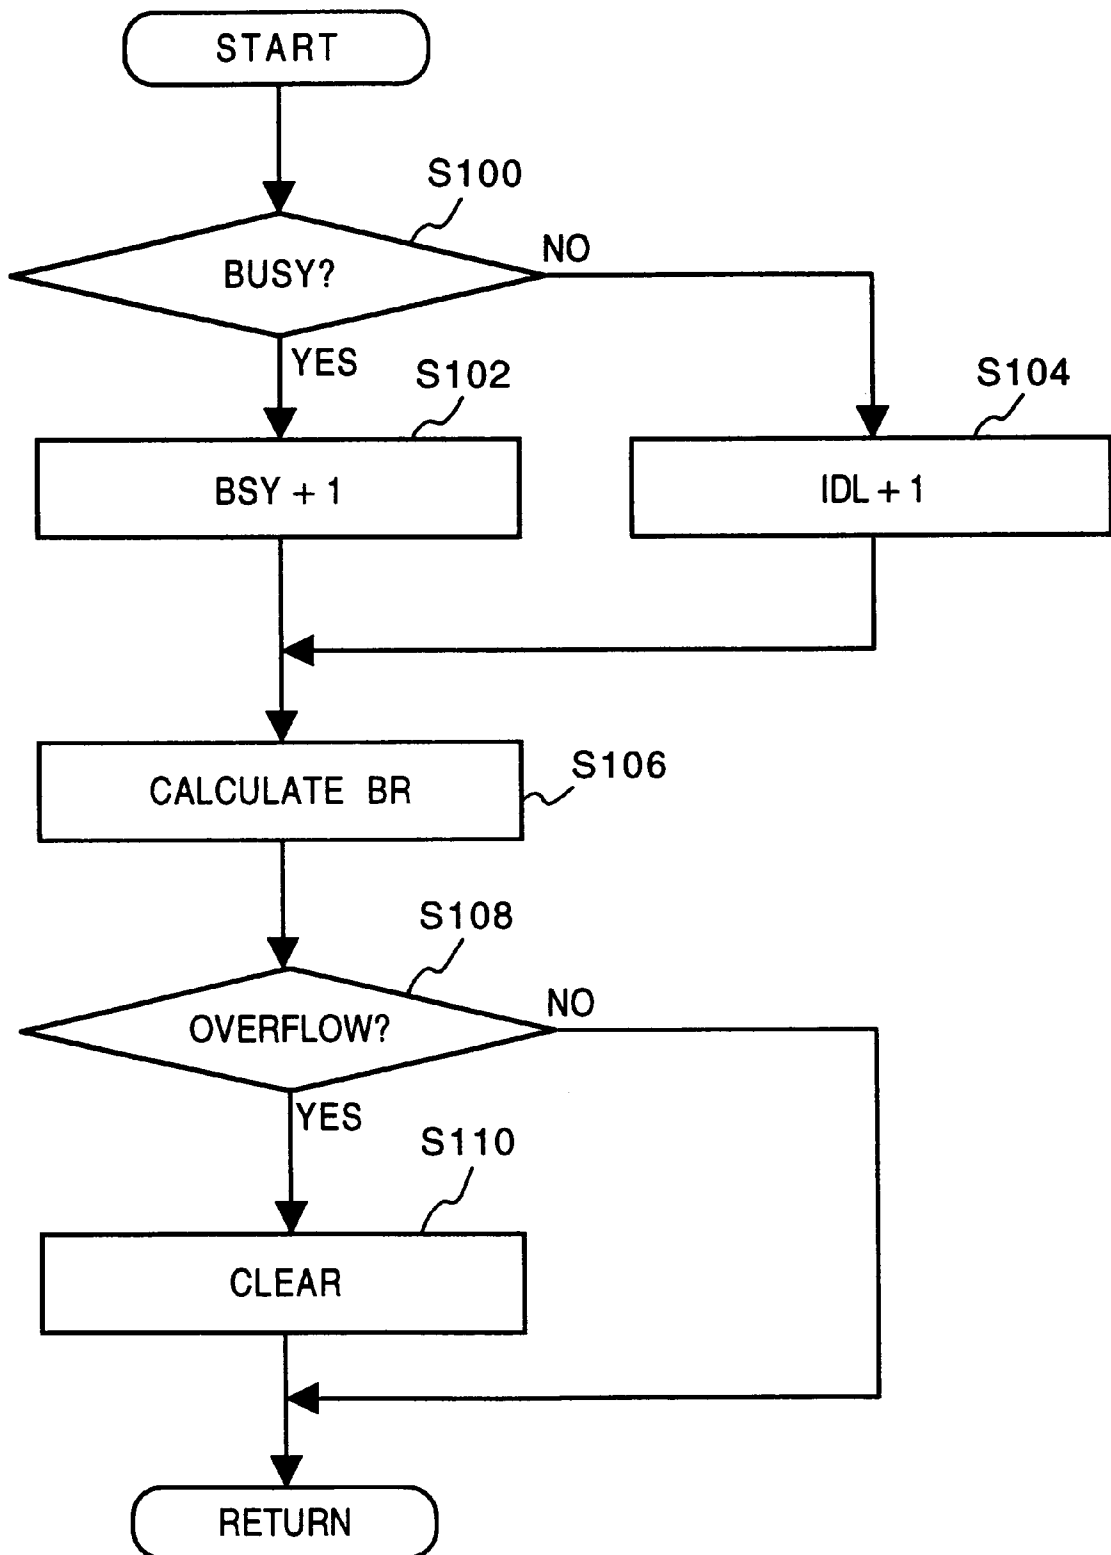 START
S100
BUSY?
NO
YES
S102
S104
BSY + 1
IDL + 1
CALCULATE BR
S106
S108
OVERFLOW?
NO
YES
S110
CLEAR
RETURN